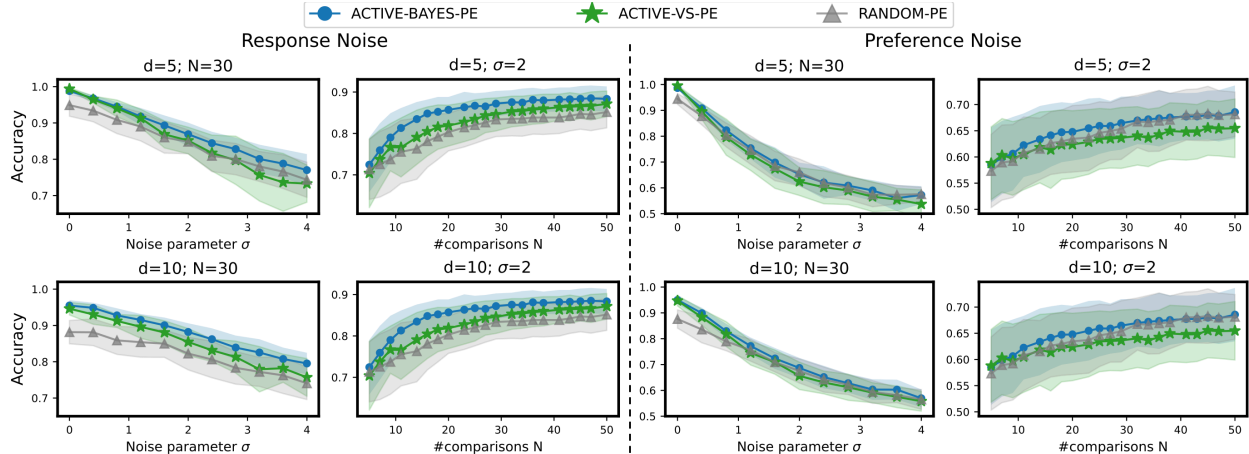 ACTIVE-BAYES-PE ACTIVE-VS-PE RANDOM-PE
Response Noise Preference Noise
d=5; N=30 d=5; σ=2 d=5; N=30 d=5; σ=2
Accuracy
1.0
0.9
0.8
0.7
0 1 2 3 4
Noise parameter σ
0.9
0.8
0.7
10 20 30 40 50
#comparisons N
1.0
0.9
0.8
0.7
0.6
0.5
0 1 2 3 4
Noise parameter σ
0.70
0.65
0.60
0.55
0.50
10 20 30 40 50
#comparisons N
d=10; N=30 d=10; σ=2 d=10; N=30 d=10; σ=2
Accuracy
1.0
0.9
0.8
0.7
0 1 2 3 4
Noise parameter σ
0.9
0.8
0.7
10 20 30 40 50
#comparisons N
1.0
0.9
0.8
0.7
0.6
0.5
0 1 2 3 4
Noise parameter σ
0.70
0.65
0.60
0.55
0.50
10 20 30 40 50
#comparisons N